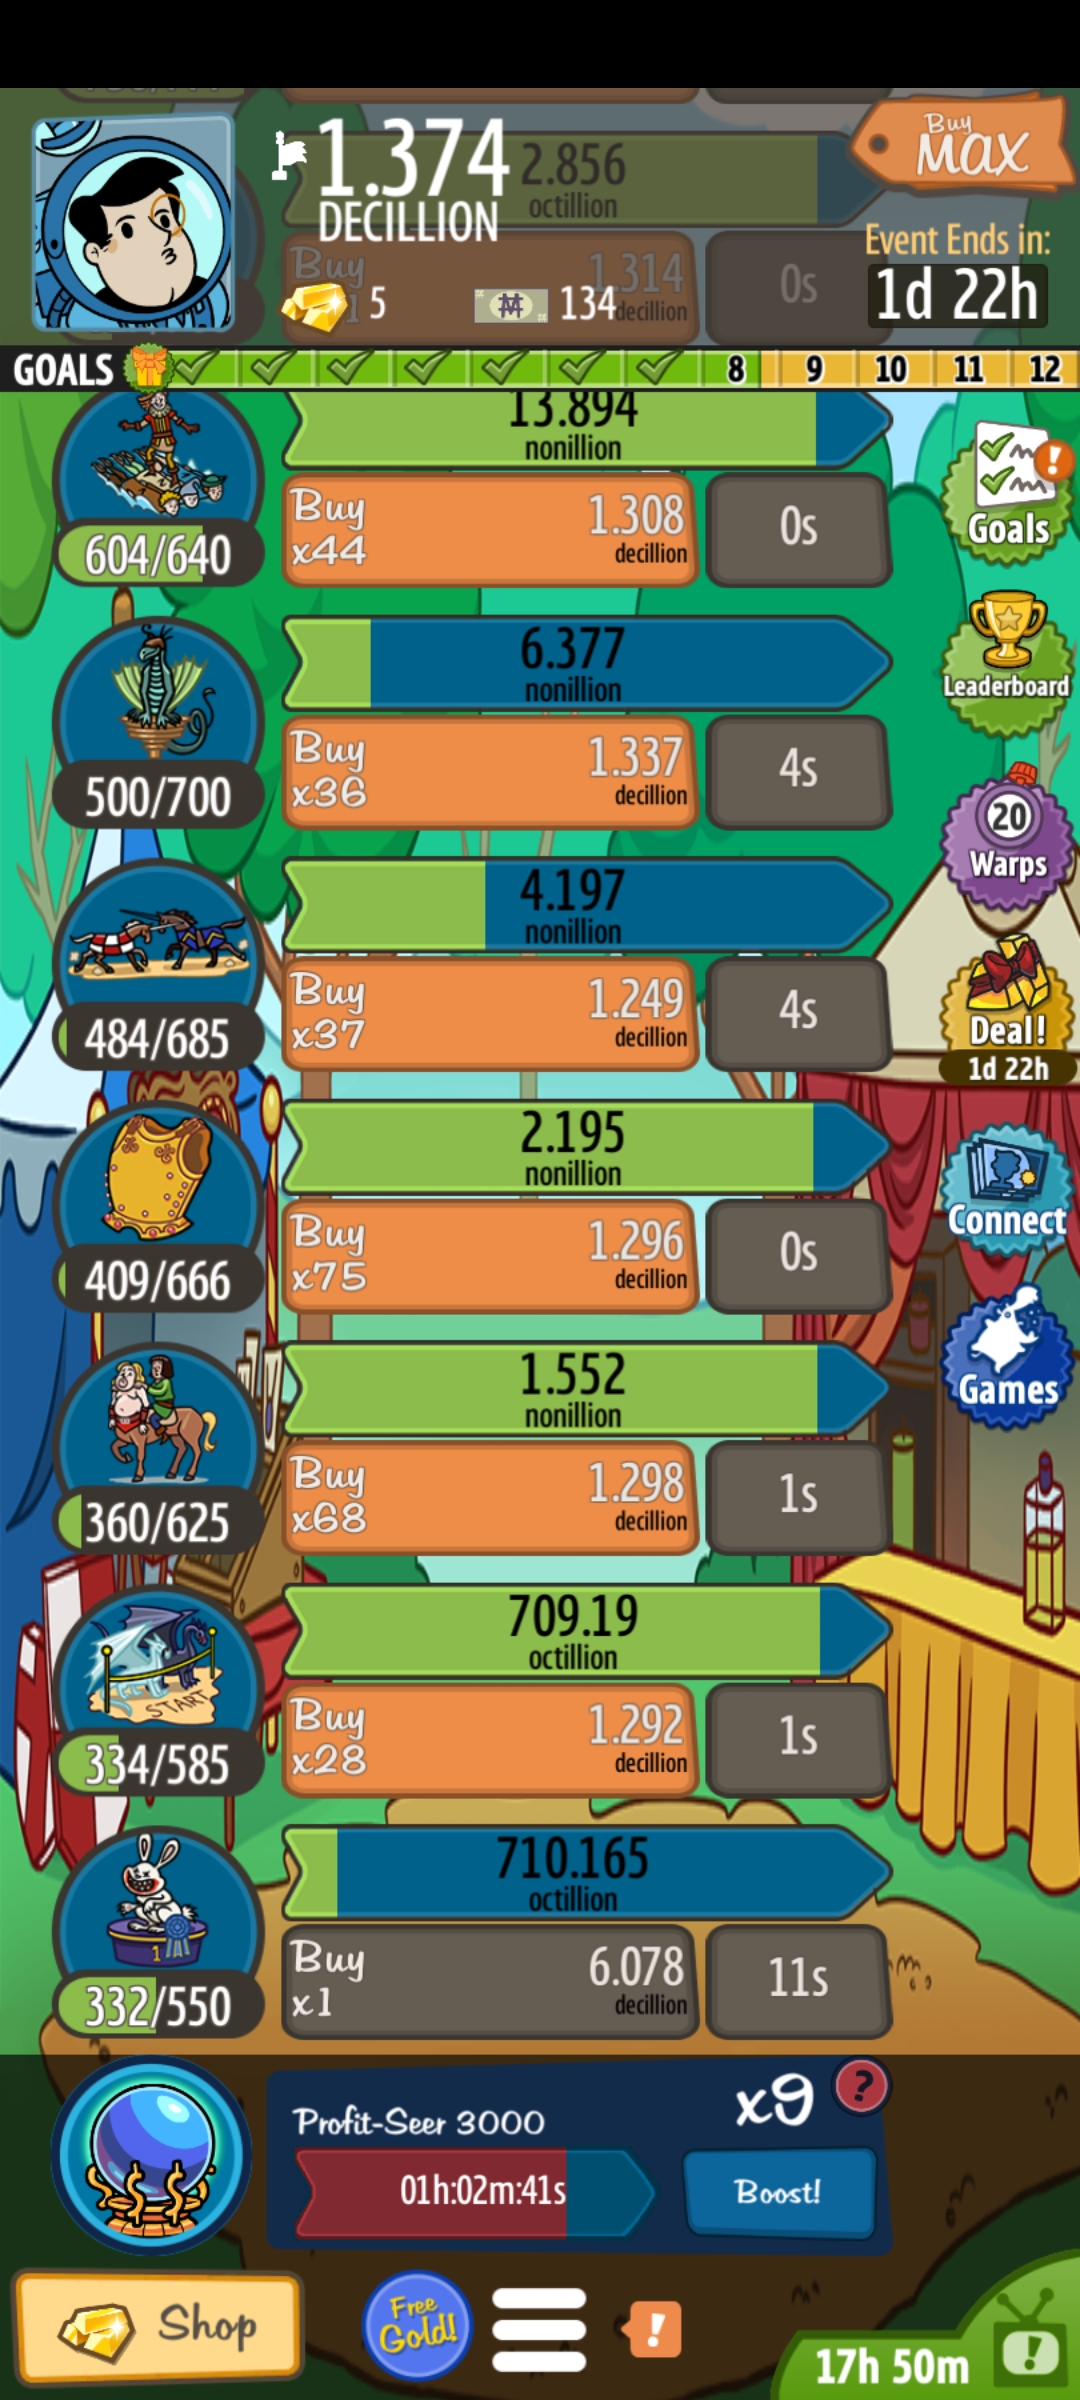 1.374
DECILLION
2.856
octillion
Buy
MAX
Event Ends in:
1d 22h
Buy
1.314
decillion
0s
5
134
GOALS 8 9 10 11 12
13.894
nonillion
Buy
x44
1.308
decillion
0s
604/640
Goals
6.377
nonillion
Buy
x36
1.337
decillion
4s
500/700
Leaderboard
20
Warps
4.197
nonillion
Buy
x37
1.249
decillion
4s
484/685
Deal!
1d 22h
2.195
nonillion
Buy
x75
1.296
decillion
0s
409/666
Connect
1.552
nonillion
Buy
x68
1.298
decillion
1s
360/625
Games
709.19
octillion
START
Buy
x28
1.292
decillion
1s
334/585
710.165
octillion
1
Buy
x1
6.078
decillion
11s
332/550
Profit-Seer 3000
x9
?
01h:02m:41s
Boost!
Shop
Free
Gold!
!
17h 50m